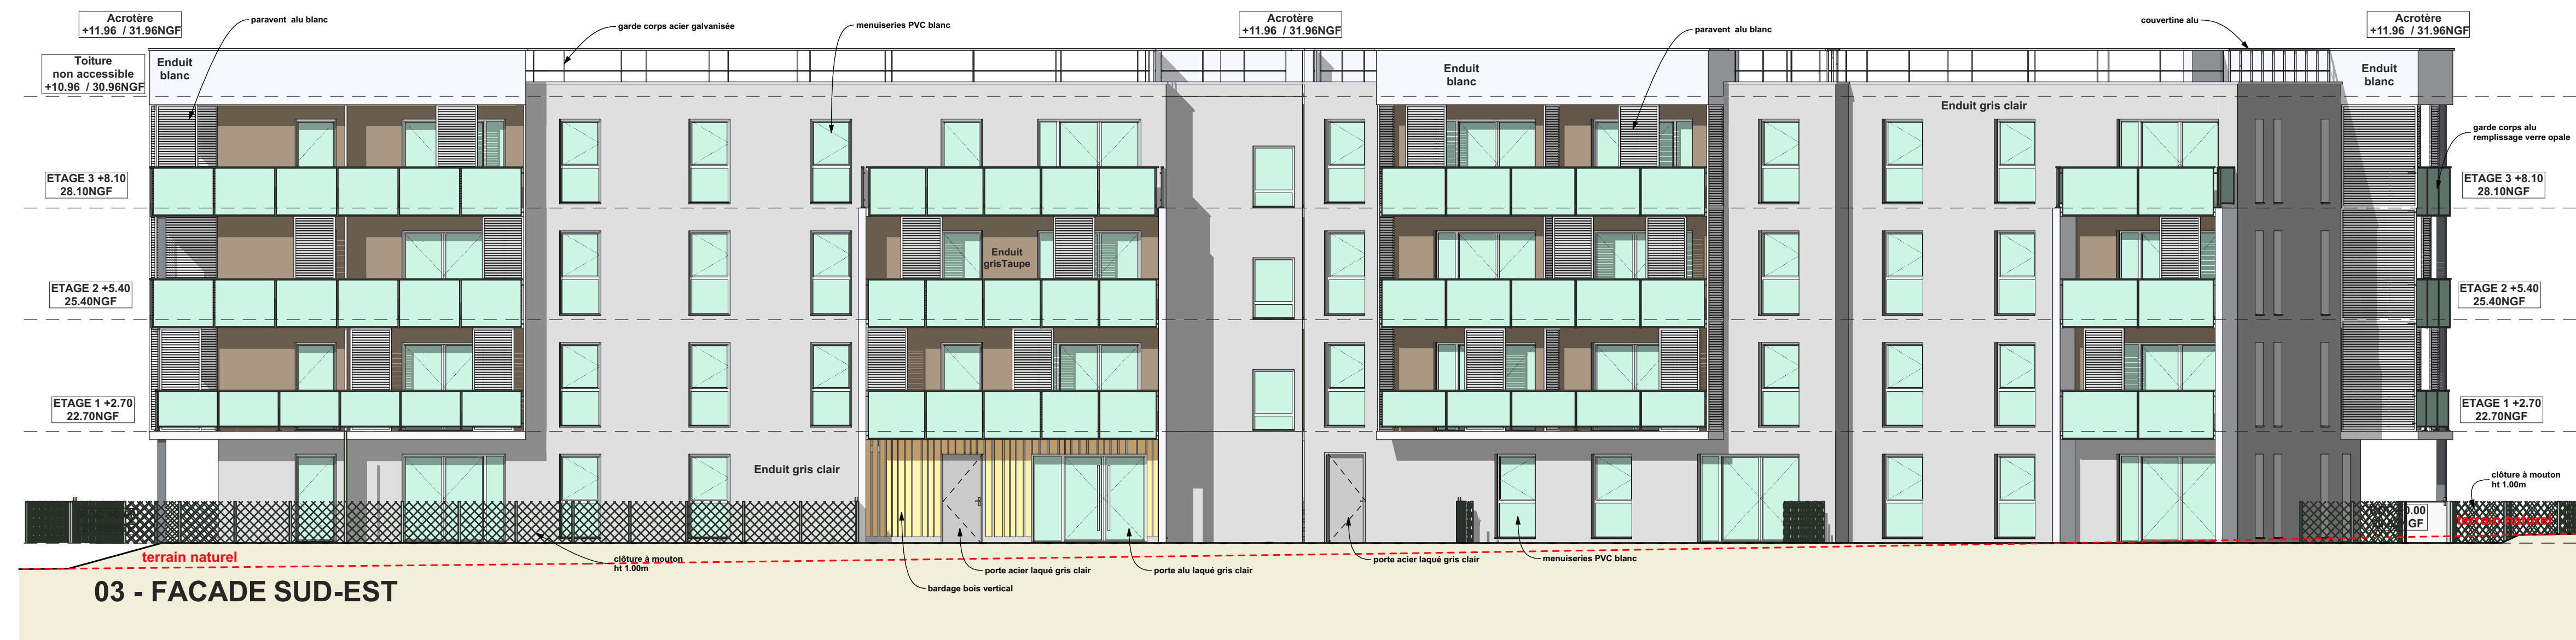 Acrotère
+11.96 / 31.96NGF
paravent alu blanc
garde corps acier galvanisée
menuiseries PVC blanc
Acrotère
+11.96 / 31.96NGF
paravent alu blanc
couvertine alu
Acrotère
+11.96 / 31.96NGF
Toiture
non accessible
+10.96 / 30.96NGF
Enduit
blanc
Enduit
blanc
Enduit
blanc
Enduit gris clair
garde corps alu
remplissage verre opale
ETAGE 3 +8.10
28.10NGF
ETAGE 3 +8.10
28.10NGF
Enduit
grisTaupe
ETAGE 2 +5.40
25.40NGF
ETAGE 2 +5.40
25.40NGF
ETAGE 1 +2.70
22.70NGF
ETAGE 1 +2.70
22.70NGF
Enduit gris clair
clôture à mouton
ht 1.00m
0.00
NGF
terrain naturel
terrain naturel
clôture à mouton
ht 1.00m
porte acier laqué gris clair
porte alu laqué gris clair
porte acier laqué gris clair
menuiseries PVC blanc
bardage bois vertical
03 - FACADE SUD-EST